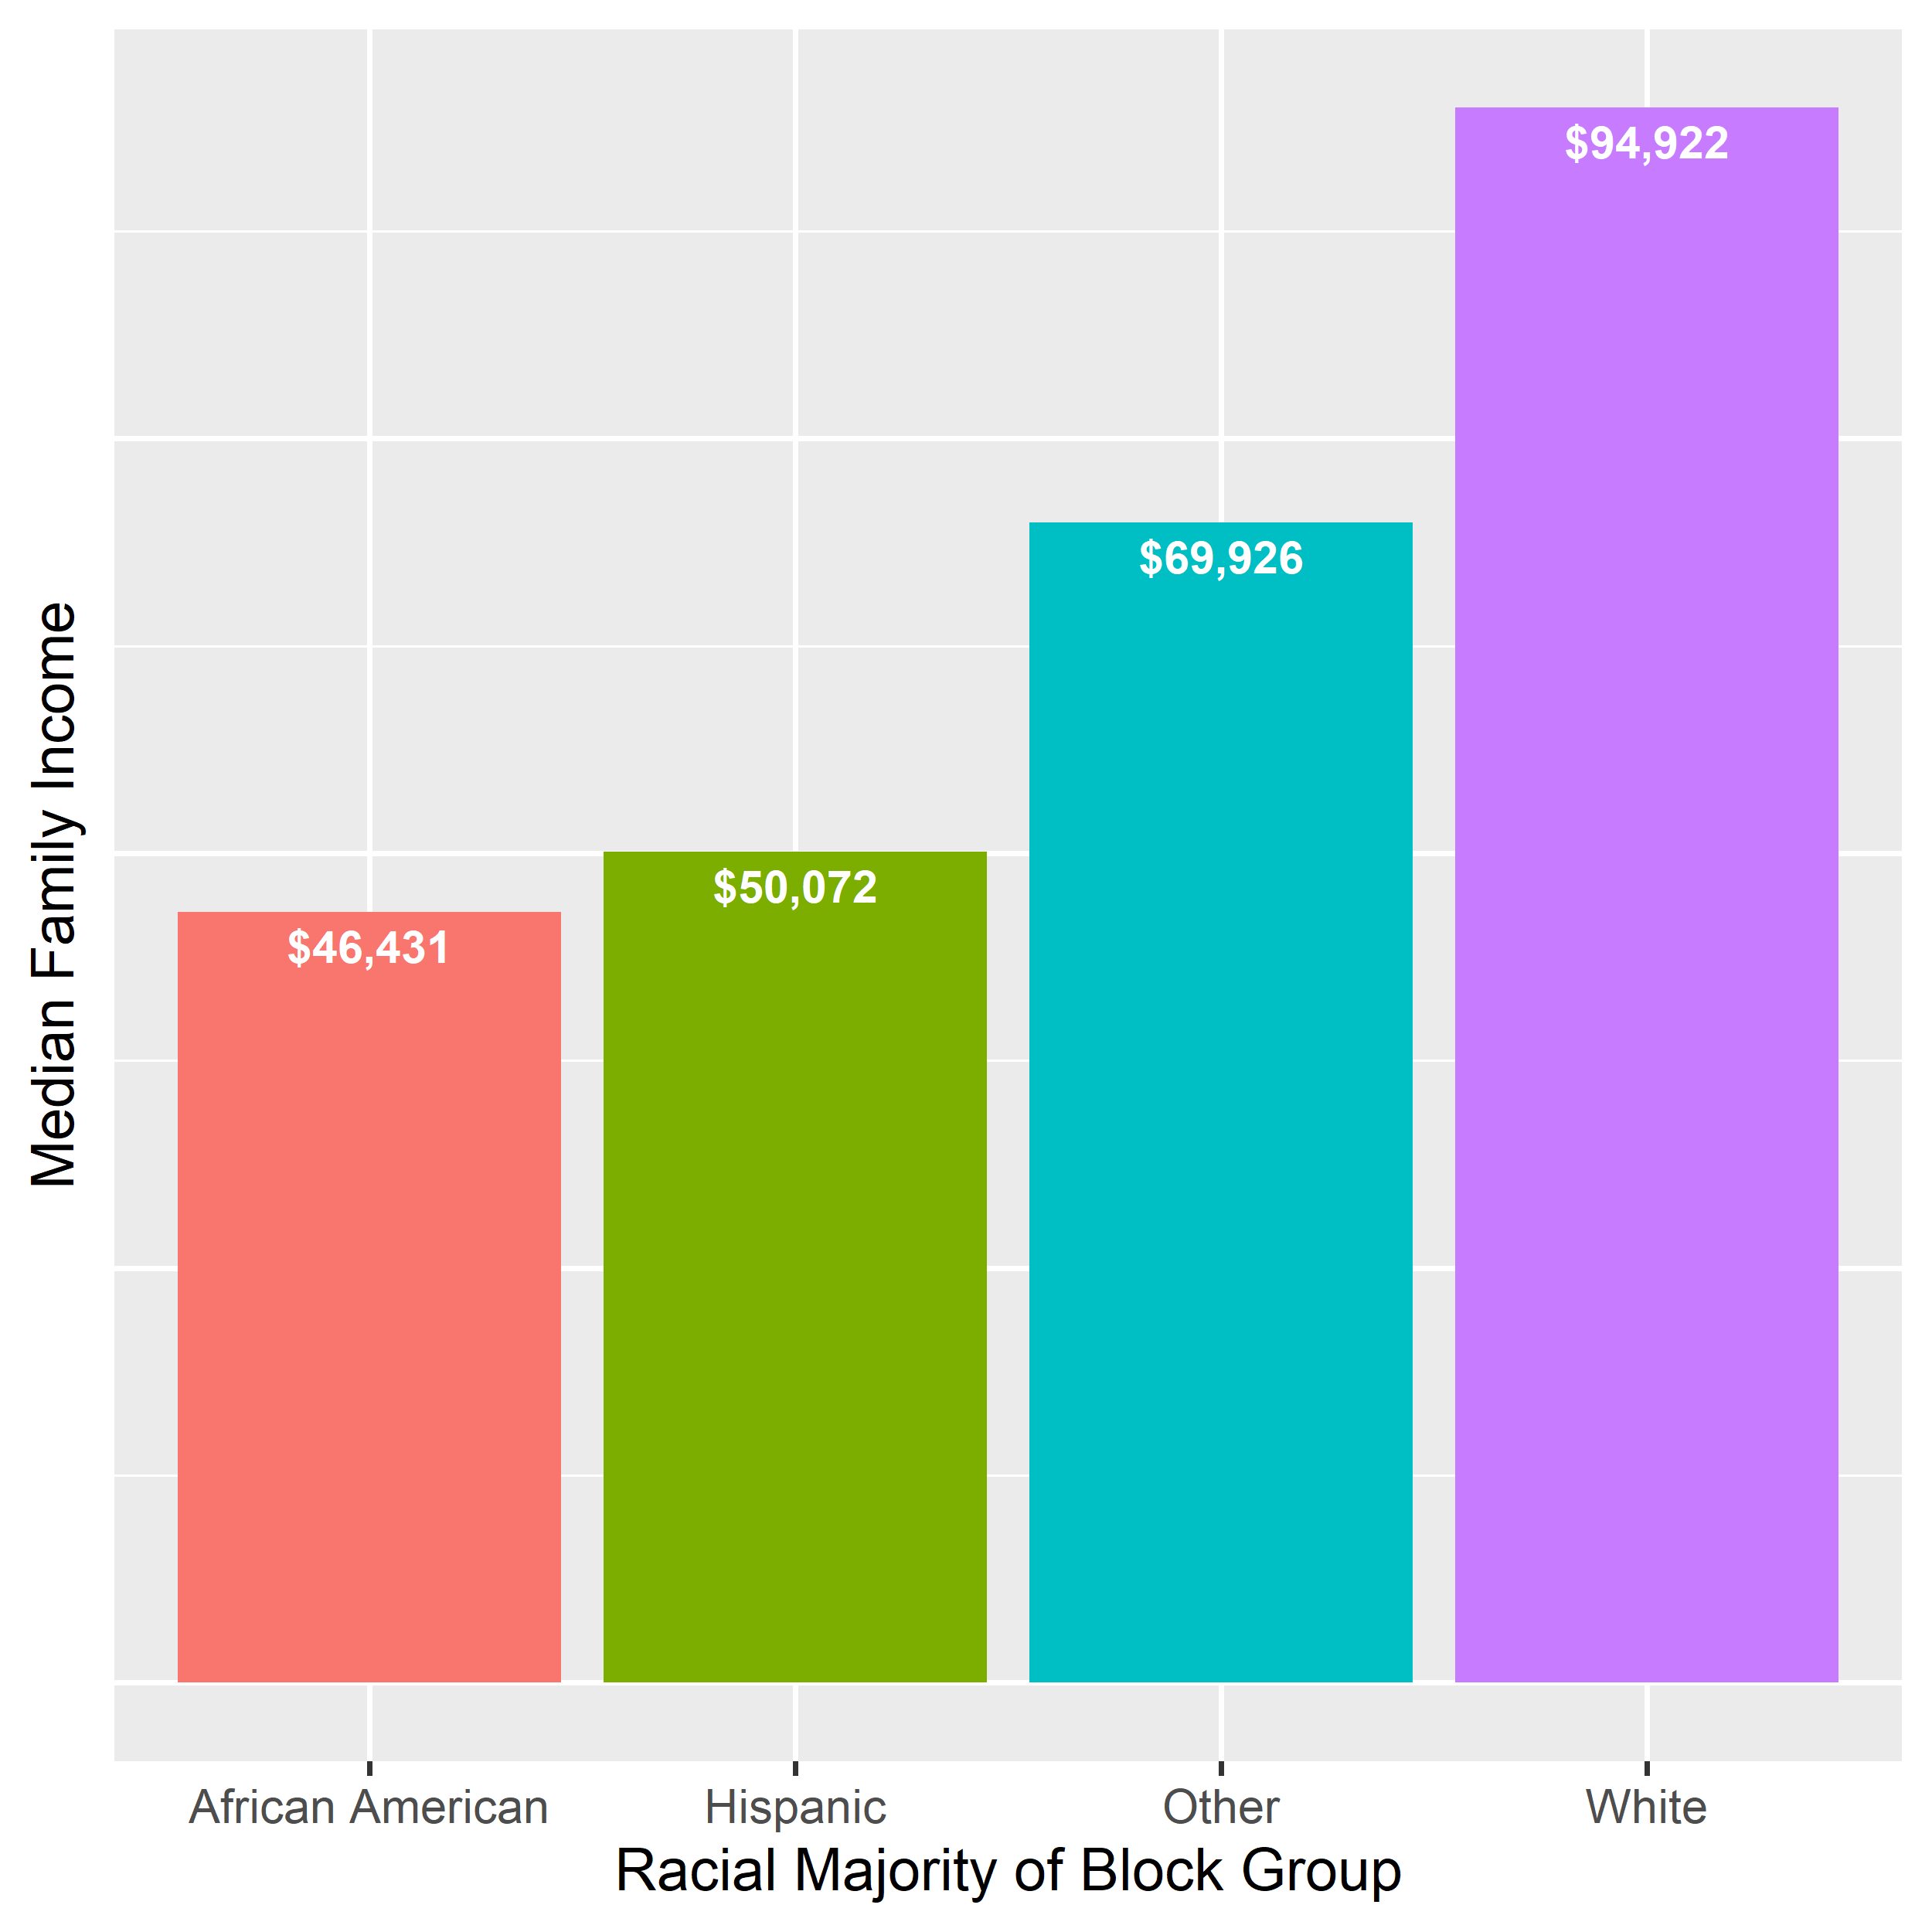 $94,922
$69,926
$50,072
$46,431
Median Family Income
African American
Hispanic
Other
White
Racial Majority of Block Group